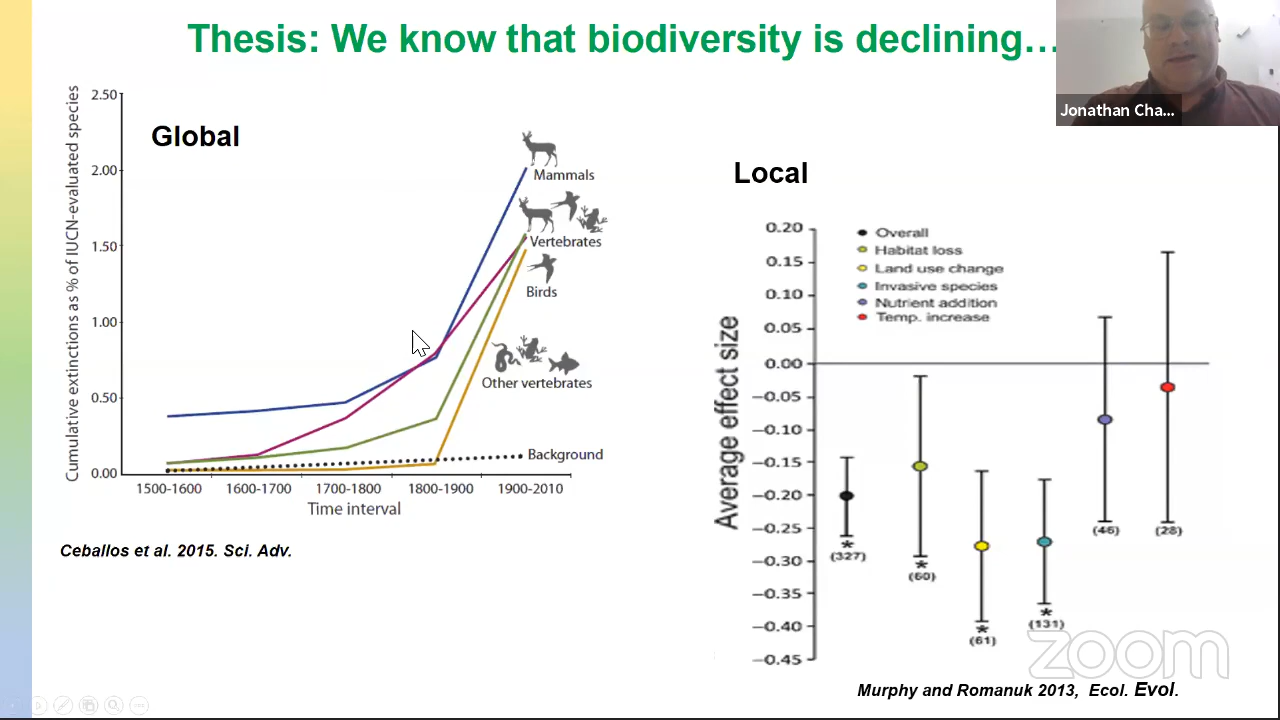 Thesis: We know that biodiversity is declining…
Jonathan Cha...
Global
Cumulative extinctions as % of IUCN-evaluated species
2.50
2.00
1.50
1.00
0.50
0.00
Mammals
Vertebrates
Birds
Other vertebrates
Background
1500-1600 1600-1700 1700-1800 1800-1900 1900-2010
Time interval
Ceballos et al. 2015. Sci. Adv.
Local
Average effect size
0.20
0.15
0.10
0.05
0.00
−0.05
−0.10
−0.15
−0.20
−0.25
−0.30
−0.35
−0.40
−0.45
Overall
Habitat loss
Land use change
Invasive species
Nutrient addition
Temp. increase
*
(327)
*
(60)
*
(61)
*
(131)
(46)
(28)
zoom
Murphy and Romanuk 2013, Ecol. Evol.